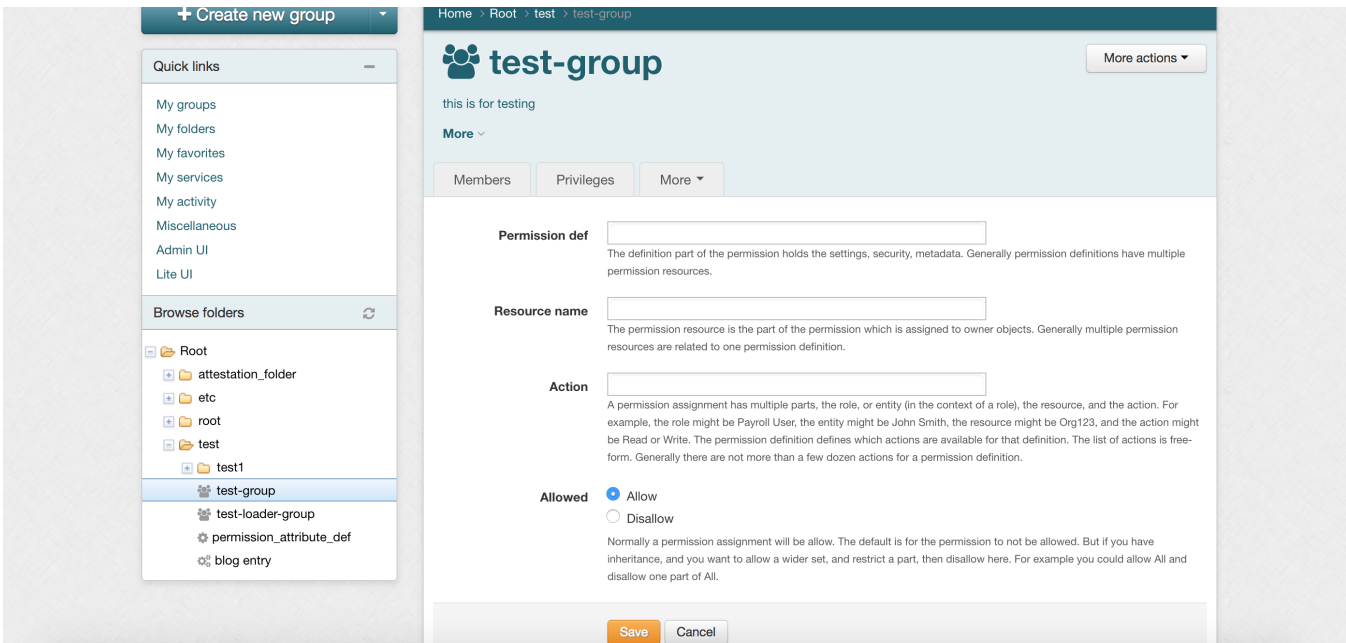 Create new group
Quick links
My groups
My folders
My favorites
My services
My activity
Miscellaneous
Admin UI
Lite UI
Browse folders
Root
attestation_folder
etc
root
test
test1
test-group
test-loader-group
permission_attribute_def
blog entry
Home > Root > test > test-group
test-group
More actions
this is for testing
More
Members Privileges More
Permission def
The definition part of the permission holds the settings, security, metadata. Generally permission definitions have multiple
permission resources.
Resource name
The permission resource is the part of the permission which is assigned to owner objects. Generally multiple permission
resources are related to one permission definition.
Action
A permission assignment has multiple parts, the role, or entity (in the context of a role), the resource, and the action. For
example, the role might be Payroll User, the entity might be John Smith, the resource might be Org123, and the action might
be Read or Write. The permission definition defines which actions are available for that definition. The list of actions is free-
form. Generally there are not more than a few dozen actions for a permission definition.
Allowed
Allow
Disallow
Normally a permission assignment will be allow. The default is for the permission to not be allowed. But if you have
inheritance, and you want to allow a wider set, and restrict a part, then disallow here. For example you could allow All and
disallow one part of All.
Save Cancel